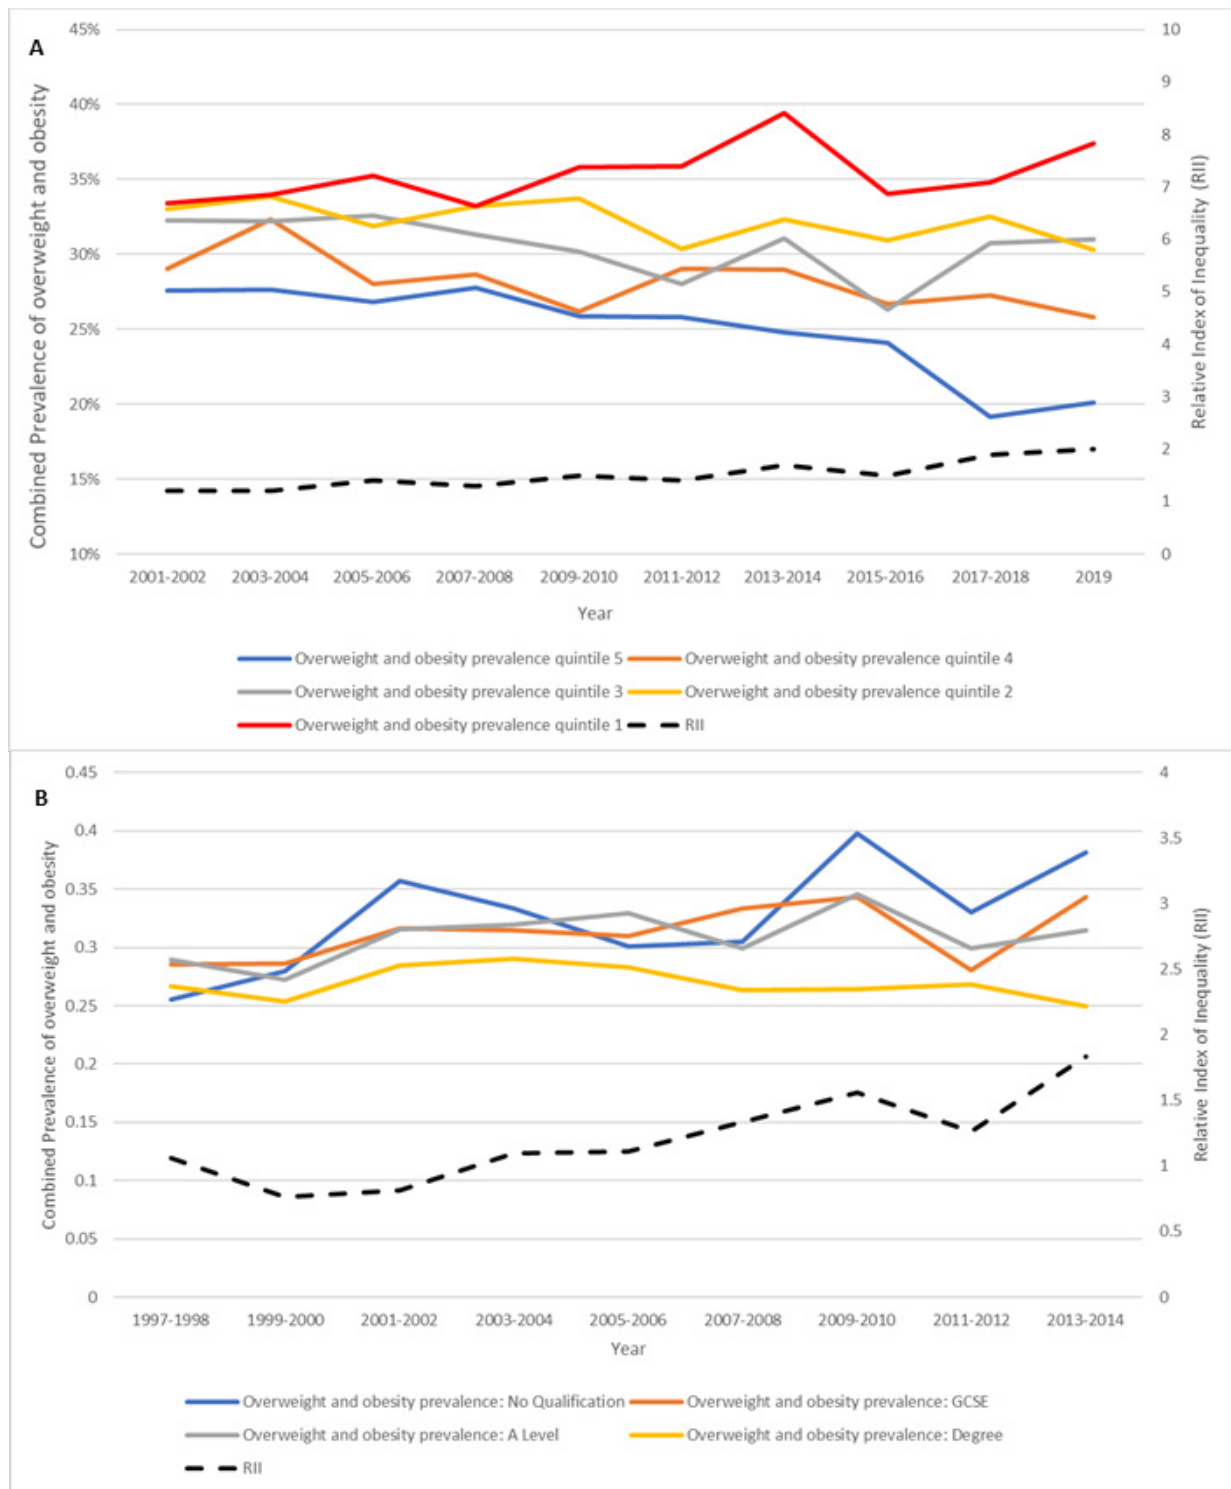 A
Combined Prevalence of overweight and obesity
45%
40%
35%
30%
25%
20%
15%
10%
10
9
8
7
6
5
4
3
2
1
0
Relative Index of Inequality (RII)
2001-2002 2003-2004 2005-2006 2007-2008 2009-2010 2011-2012 2013-2014 2015-2016 2017-2018 2019
Year
Overweight and obesity prevalence quintile 5 Overweight and obesity prevalence quintile 4
Overweight and obesity prevalence quintile 3 Overweight and obesity prevalence quintile 2
Overweight and obesity prevalence quintile 1 RII
B
Combined Prevalence of overweight and obesity
0.45
0.4
0.35
0.3
0.25
0.2
0.15
0.1
0.05
0
4
3.5
3
2.5
2
1.5
1
0.5
0
Relative Index of Inequality (RII)
1997-1998 1999-2000 2001-2002 2003-2004 2005-2006 2007-2008 2009-2010 2011-2012 2013-2014
Year
Overweight and obesity prevalence: No Qualification Overweight and obesity prevalence: GCSE
Overweight and obesity prevalence: A Level Overweight and obesity prevalence: Degree
RII